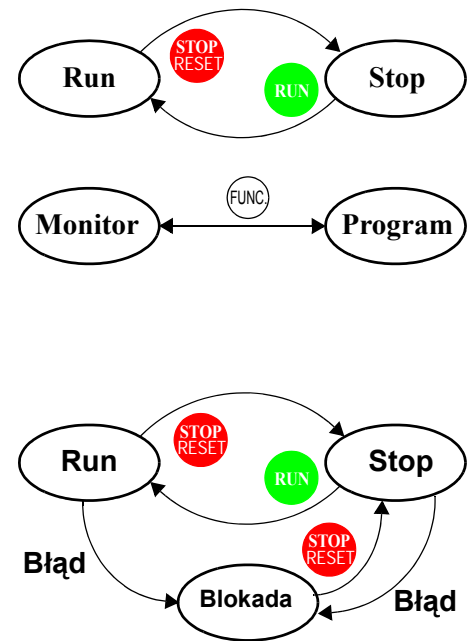 STOP
RESET
Run
Stop
RUN
FUNC.
Monitor
Program
STOP
RESET
Run
Stop
RUN
STOP
RESET
Błąd
Blokada
Błąd